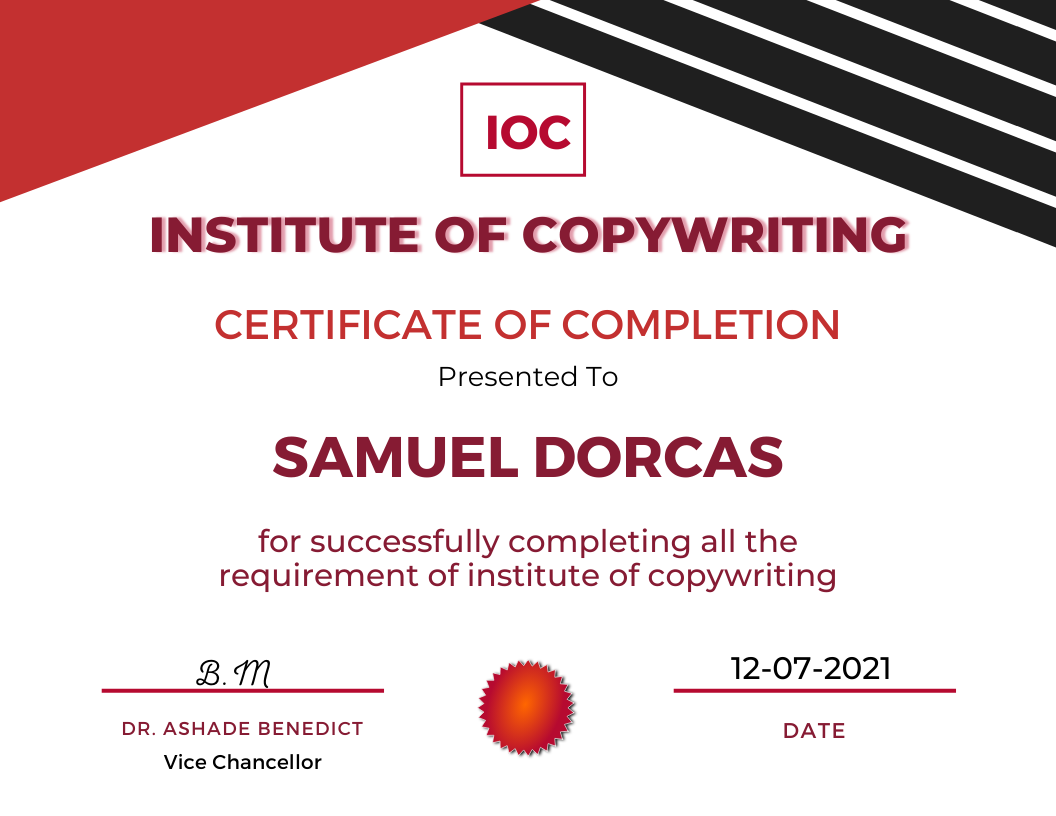 IOC
INSTITUTE OF COPYWRITING
CERTIFICATE OF COMPLETION
Presented To
SAMUEL DORCAS
for successfully completing all the
requirement of institute of copywriting
B.M
12-07-2021
DR. ASHADE BENEDICT
DATE
Vice Chancellor